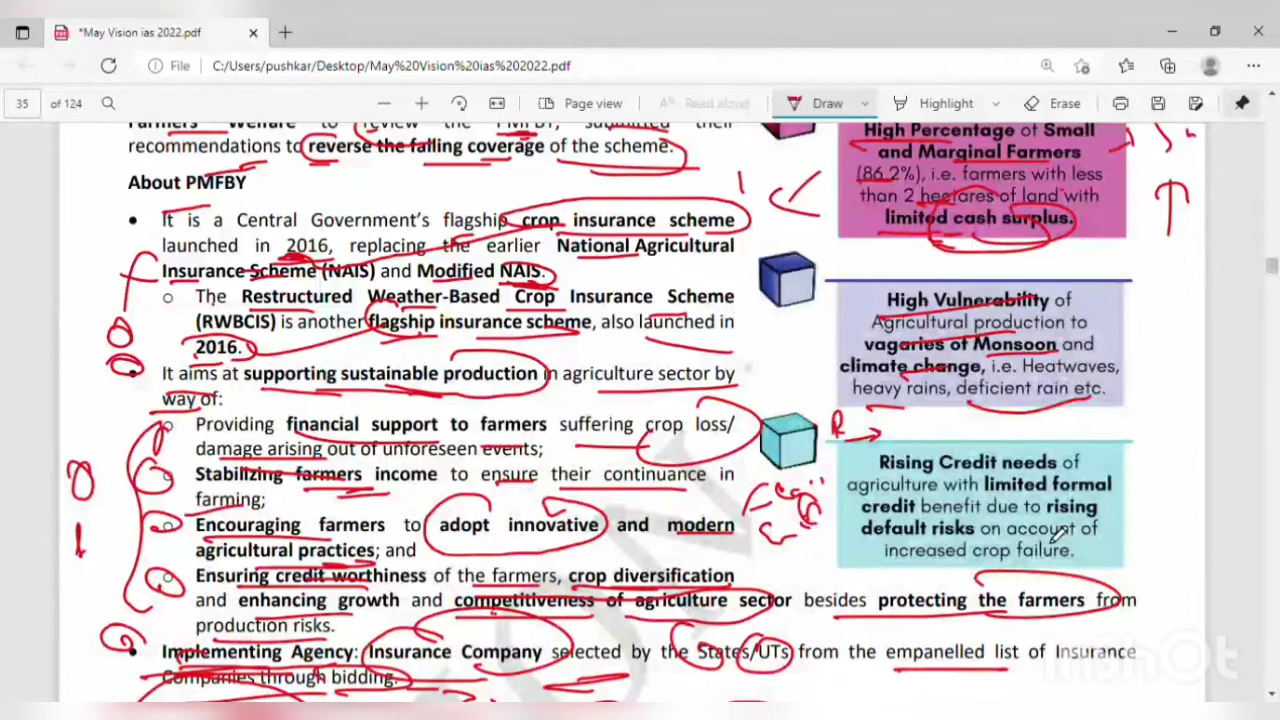 *May Vision ias 2022.pdf
File
C:/Users/pushkar/Desktop/May%20Vision%20ias%202022.pdf
35 of 124
Page view
Read aloud
Draw
Highlight
Erase
Farmers Welfare to review the PMFBY, submitted their
recommendations to reverse the falling coverage of the scheme.
About PMFBY
• It is a Central Government's flagship crop insurance scheme
launched in 2016, replacing the earlier National Agricultural
Insurance Scheme (NAIS) and Modified NAIS.
o The Restructured Weather-Based Crop Insurance Scheme
(RWBCIS) is another flagship insurance scheme, also launched in
2016.
• It aims at supporting sustainable production in agriculture sector by
way of:
o Providing financial support to farmers suffering crop loss/
damage arising out of unforeseen events;
o Stabilizing farmers income to ensure their continuance in
farming;
o Encouraging farmers to adopt innovative and modern
agricultural practices; and
o Ensuring credit worthiness of the farmers, crop diversification
and enhancing growth and competitiveness of agriculture sector besides protecting the farmers from
production risks.
• Implementing Agency: Insurance Company selected by the States/UTs from the empanelled list of Insurance
Companies through bidding.
High Percentage of Small
and Marginal Farmers
(86.2%), i.e. farmers with less
than 2 hectares of land with
limited cash surplus.
High Vulnerability of
Agricultural production to
vagaries of Monsoon and
climate change, i.e. Heatwaves,
heavy rains, deficient rain etc.
Rising Credit needs of
agriculture with limited formal
credit benefit due to rising
default risks on account of
increased crop failure.